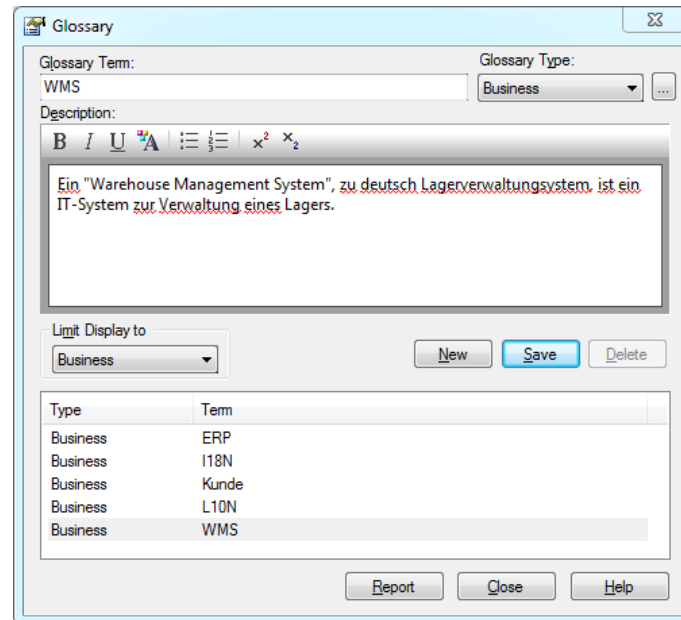 Glossary
Glossary Term:
Glossary Type:
WMS
Business
...
Description:
B I U A x² x₂
Ein "Warehouse Management System", zu deutsch Lagerverwaltungsystem, ist ein
IT-System zur Verwaltung eines Lagers.
Limit Display to
Business
New
Save
Delete
Type Term
Business ERP
Business I18N
Business Kunde
Business L10N
Business WMS
Report
Close
Help